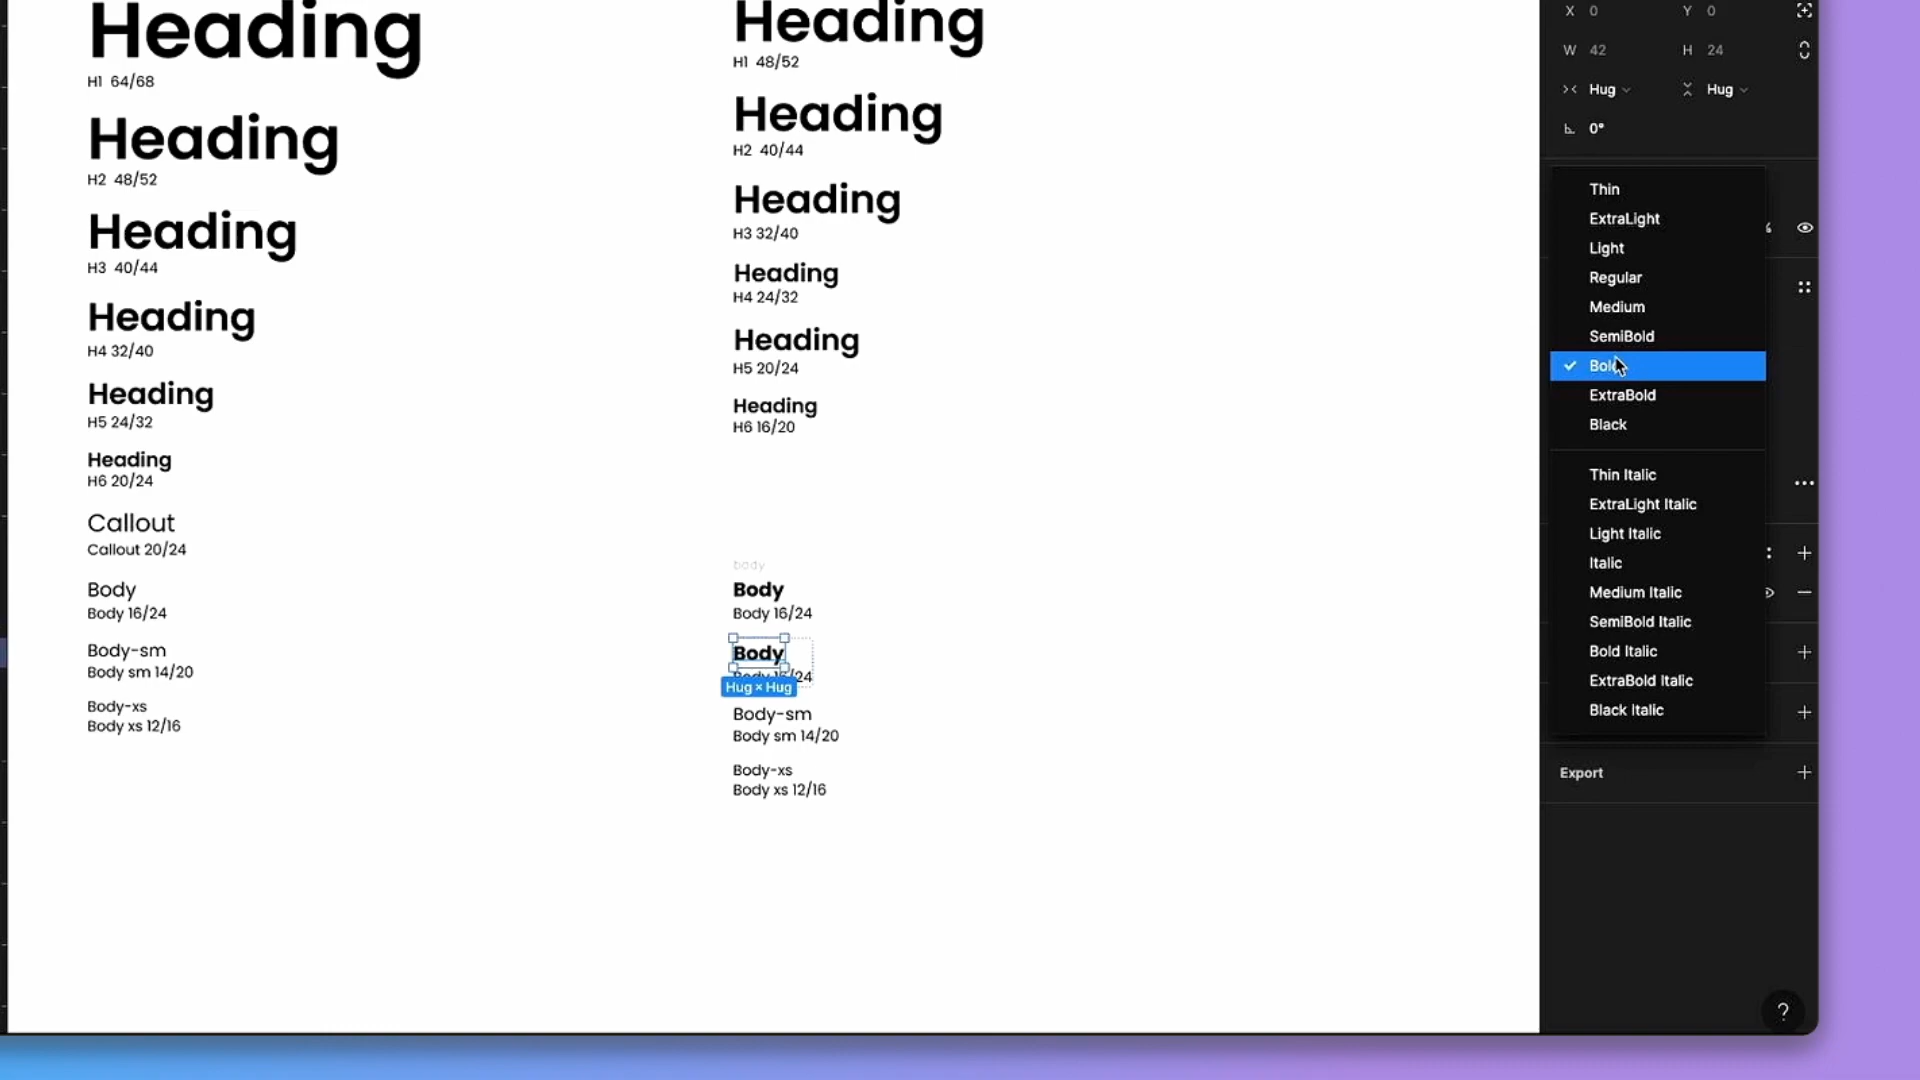 Heading
H1 64/68
Heading
H2 48/52
Heading
H3 40/44
Heading
H4 32/40
Heading
H5 24/32
Heading
H6 20/24
Callout
Callout 20/24
Body
Body 16/24
Body-sm
Body sm 14/20
Body-xs
Body xs 12/16
Heading
H1 48/52
Heading
H2 40/44
Heading
H3 32/40
Heading
H4 24/32
Heading
H5 20/24
Heading
H6 16/20
body
Body
Body 16/24
Body
Body 16/24
Hug × Hug
Body-sm
Body sm 14/20
Body-xs
Body xs 12/16
X 0 Y 0
W 42 H 24
Hug Hug
0°
Thin
ExtraLight
Light
Regular
Medium
SemiBold
Bold
ExtraBold
Black
Thin Italic
ExtraLight Italic
Light Italic
Italic
Medium Italic
SemiBold Italic
Bold Italic
ExtraBold Italic
Black Italic
Export
?